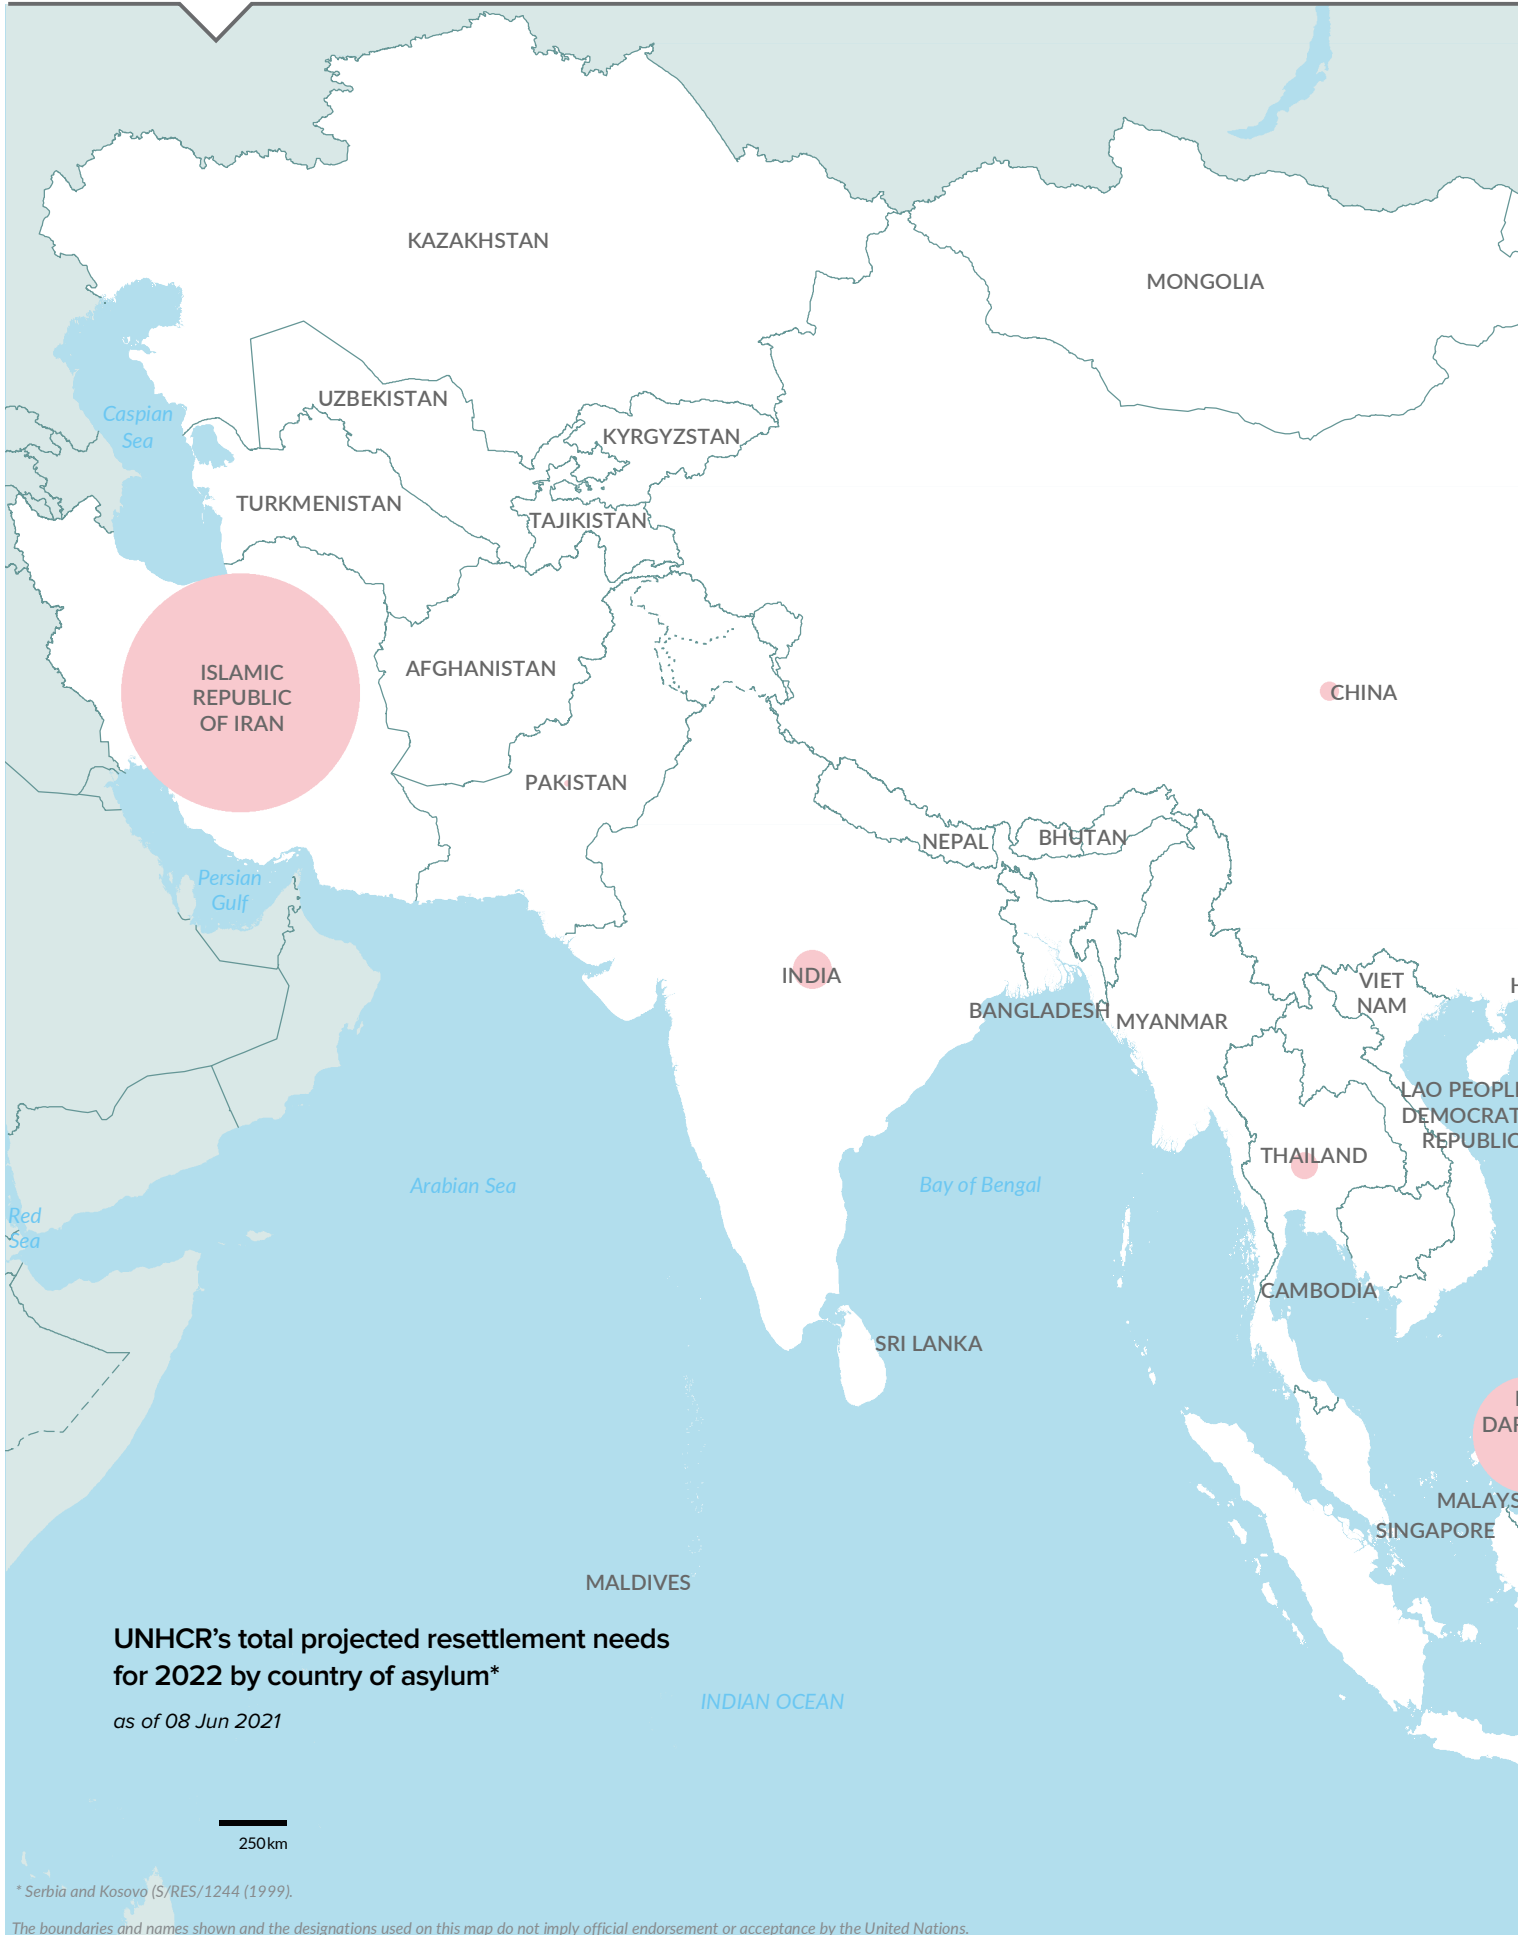 KAZAKHSTAN
MONGOLIA
UZBEKISTAN
Caspian
Sea
KYRGYZSTAN
TURKMENISTAN
TAJIKISTAN
ISLAMIC
REPUBLIC
OF IRAN
AFGHANISTAN
CHINA
PAKISTAN
NEPAL
BHUTAN
Persian
Gulf
INDIA
VIET
NAM
BANGLADESH
MYANMAR
LAO PEOPLE
DEMOCRAT
REPUBLIC
THAILAND
Arabian Sea
Bay of Bengal
Red
Sea
CAMBODIA
SRI LANKA
DAR
MALAYS
SINGAPORE
MALDIVES
UNHCR’s total projected resettlement needs
for 2022 by country of asylum*
as of 08 Jun 2021
INDIAN OCEAN
250km
* Serbia and Kosovo (S/RES/1244 (1999).
The boundaries and names shown and the designations used on this map do not imply official endorsement or acceptance by the United Nations.